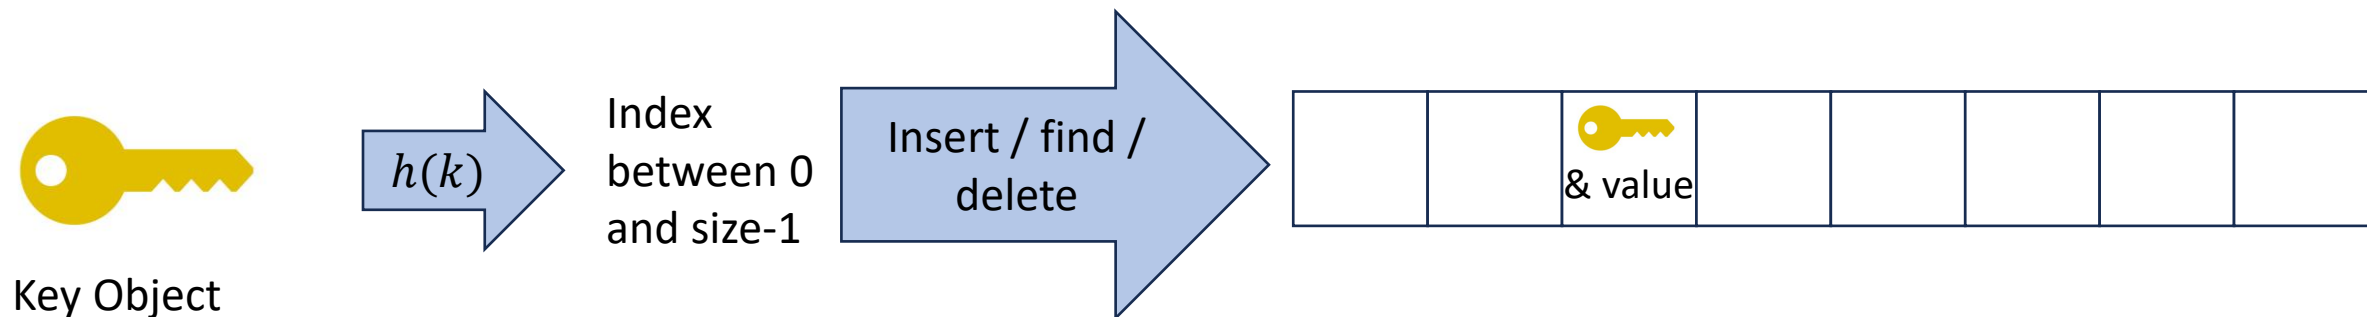 Key Object
h(k)
Index
between 0
and size-1
Insert / find /
delete
& value